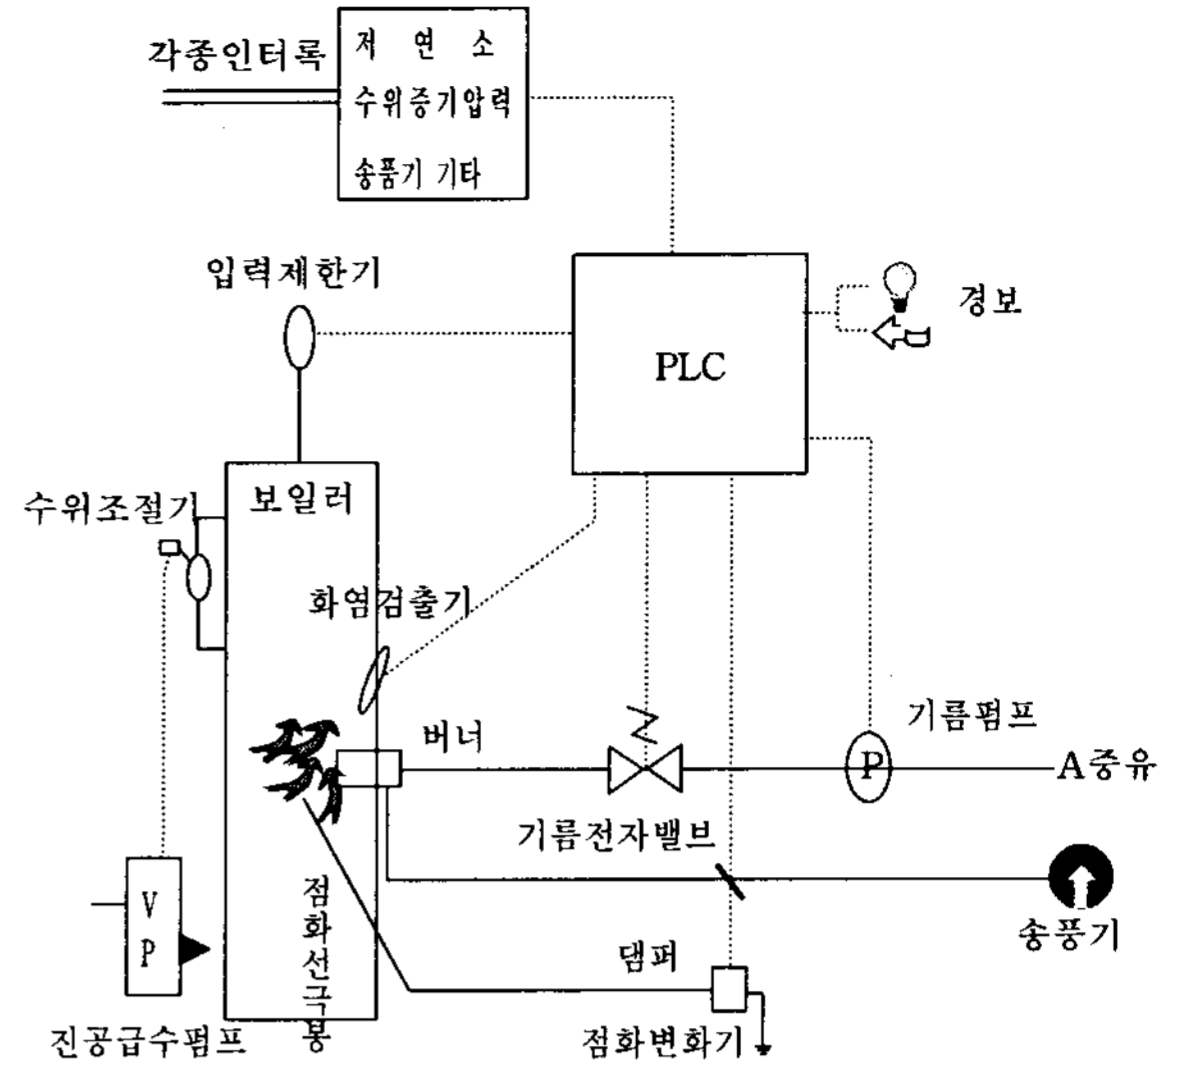 각종인터록
저 연 소
수위증기압력
송품기 기타
입력제한기
경보
PLC
수위조절기
보일러
화염검출기
버너
기름펌프
P
A중유
기름전자밸브
송풍기
V
P
점화선극봉
댐퍼
진공급수펌프
점화변화기